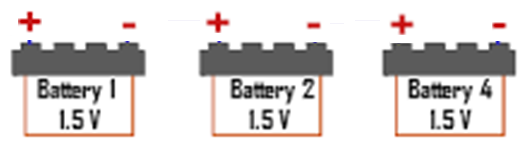 + - + - + -
Battery 1 Battery 2 Battery 4
1.5 V 1.5 V 1.5 V